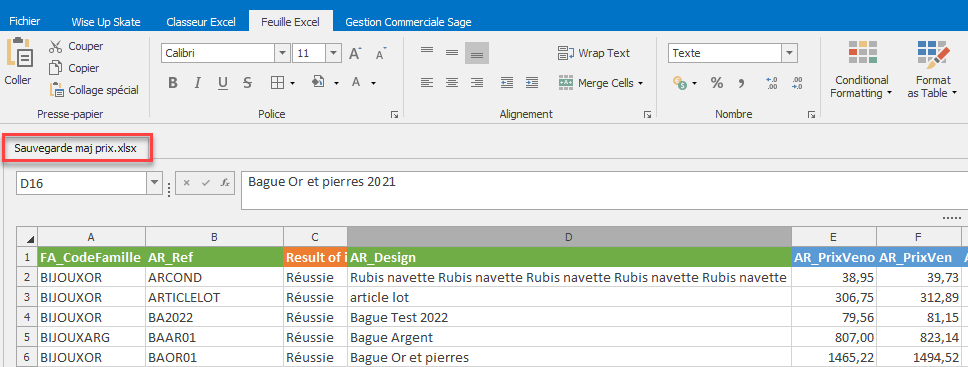 Fichier Wise Up Skate Classeur Excel Feuille Excel Gestion Commerciale Sage
Coller
Couper
Copier
Collage spécial
Presse-papier
Calibri 11 A A
B I U S A
Police
Wrap Text
Merge Cells
Alignement
Texte
% , ,0 ,00 ,00 ,0
Nombre
Conditional
Formatting
Format
as Table
Sauvegarde maj prix.xlsx
D16 fx Bague Or et pierres 2021
A B C D E F
1 FA_CodeFamille AR_Ref Result of i AR_Design AR_PrixVeno AR_PrixVen
2 BIJOUXOR ARCOND Réussie Rubis navette Rubis navette Rubis navette Rubis navette Rubis navette 38,95 39,73
3 BIJOUXOR ARTICLELOT Réussie article lot 306,75 312,89
4 BIJOUXOR BA2022 Réussie Bague Test 2022 79,56 81,15
5 BIJOUXARG BAAR01 Réussie Bague Argent 807,00 823,14
6 BIJOUXOR BAOR01 Réussie Bague Or et pierres 1465,22 1494,52